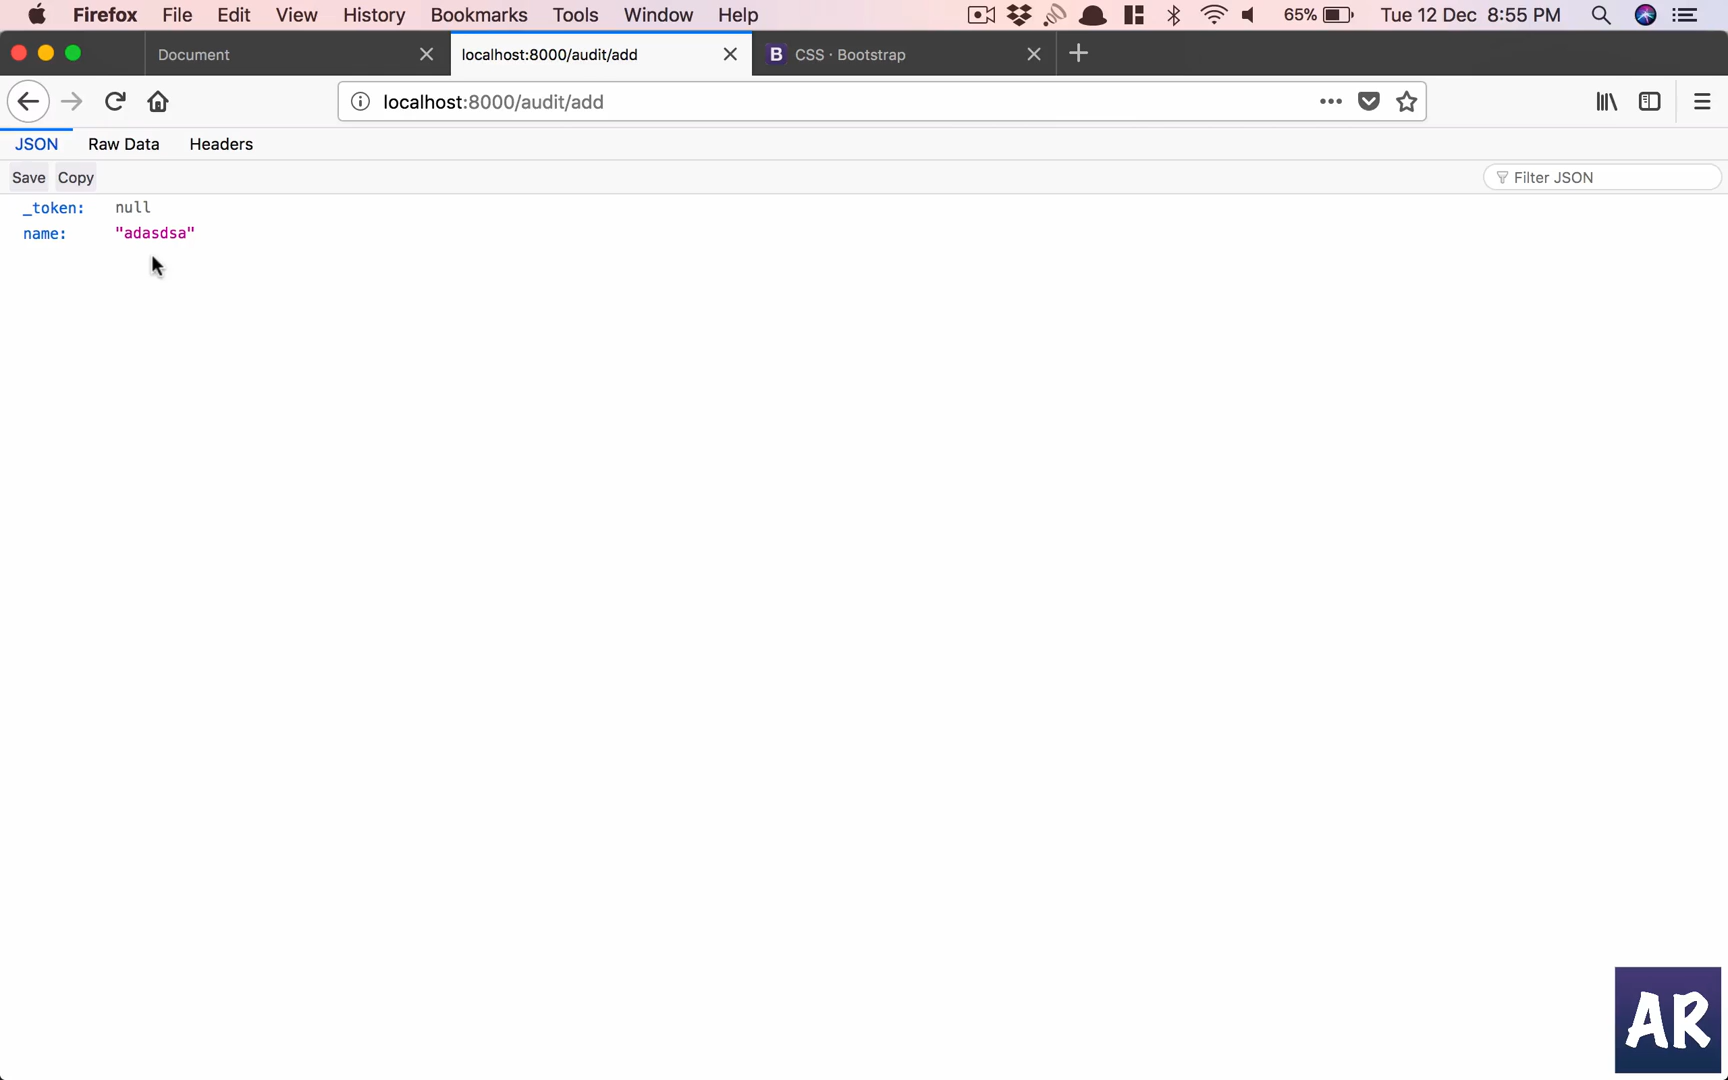 Firefox File Edit View History Bookmarks Tools Window Help 65% Tue 12 Dec 8:55 PM
Document localhost:8000/audit/add B CSS · Bootstrap
localhost:8000/audit/add
JSON Raw Data Headers
Save Copy Filter JSON
_token: null
name: "adasdsa"
AR